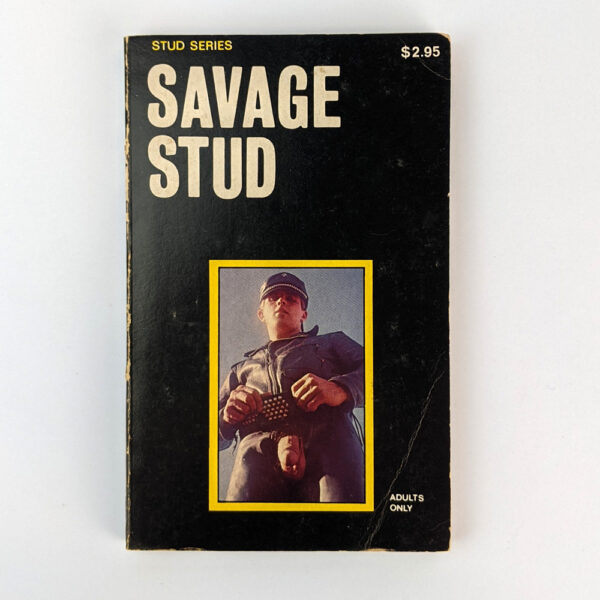 STUD SERIES
$2.95
SAVAGE
STUD
ADULTS
ONLY